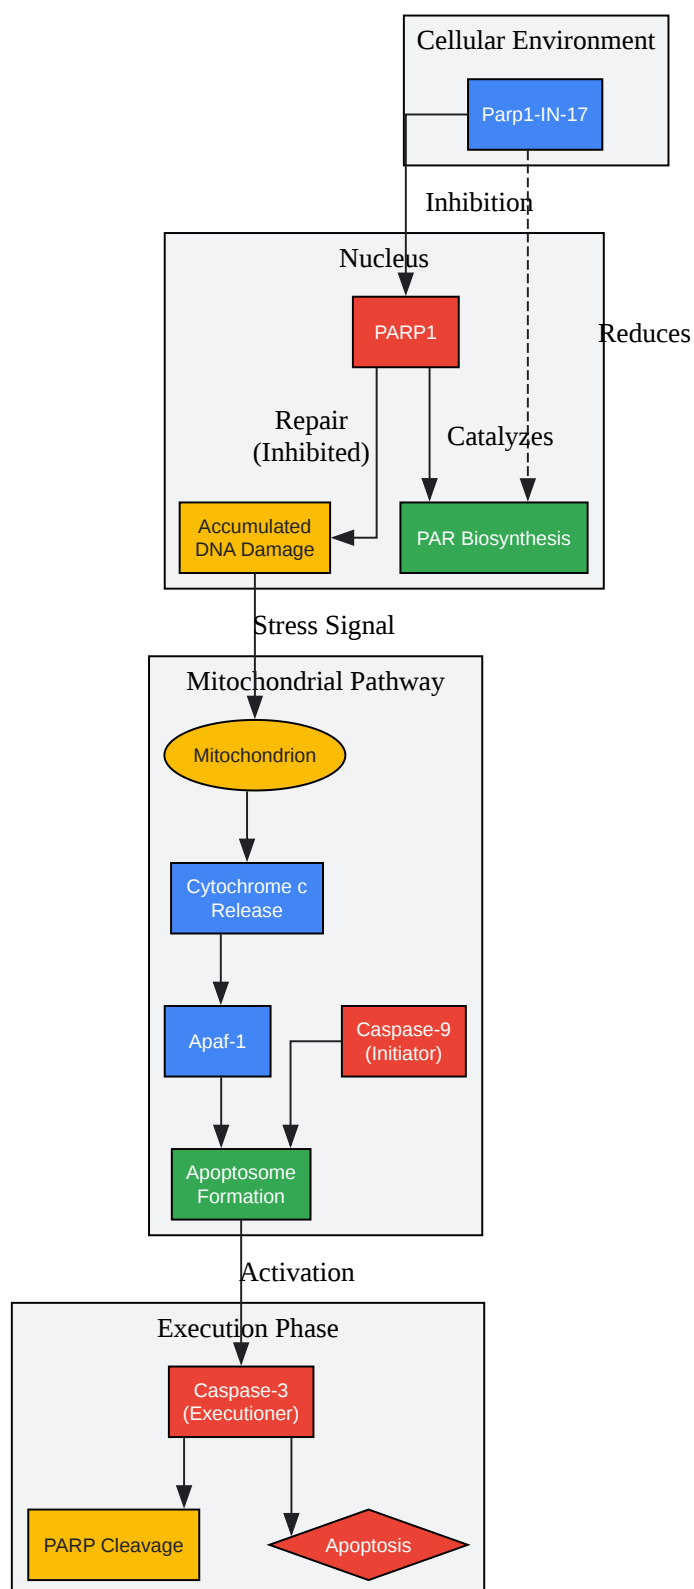 Cellular Environment
Parp1-IN-17
Inhibition
Nucleus
PARP1
Reduces
Repair
(Inhibited)
Catalyzes
Accumulated
DNA Damage
PAR Biosynthesis
Stress Signal
Mitochondrial Pathway
Mitochondrion
Cytochrome c
Release
Apaf-1
Caspase-9
(Initiator)
Apoptosome
Formation
Activation
Execution Phase
Caspase-3
(Executioner)
PARP Cleavage
Apoptosis